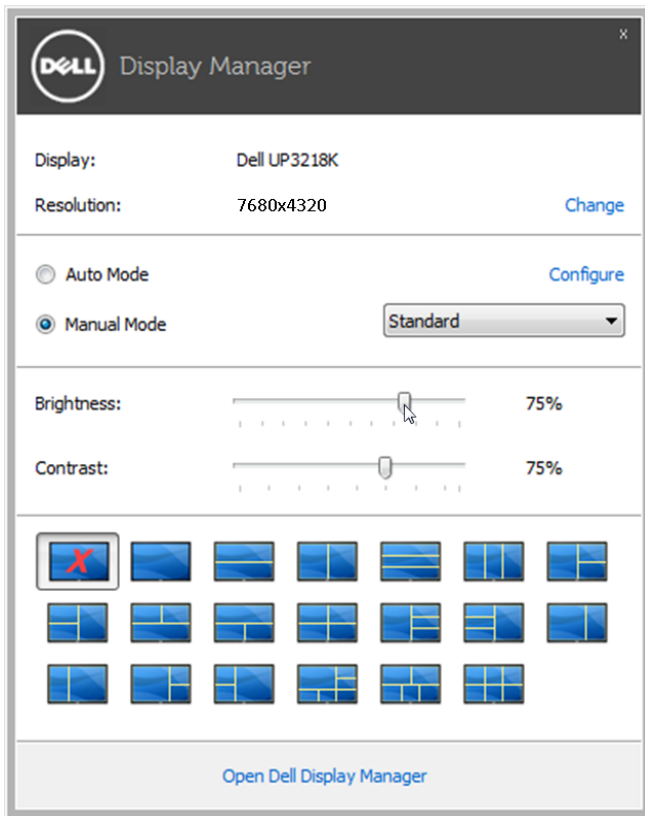 DELL Display Manager x
Display: Dell UP3218K
Resolution: 7680x4320 Change
Auto Mode Configure
Manual Mode Standard
Brightness: 75%
Contrast: 75%
X
Open Dell Display Manager